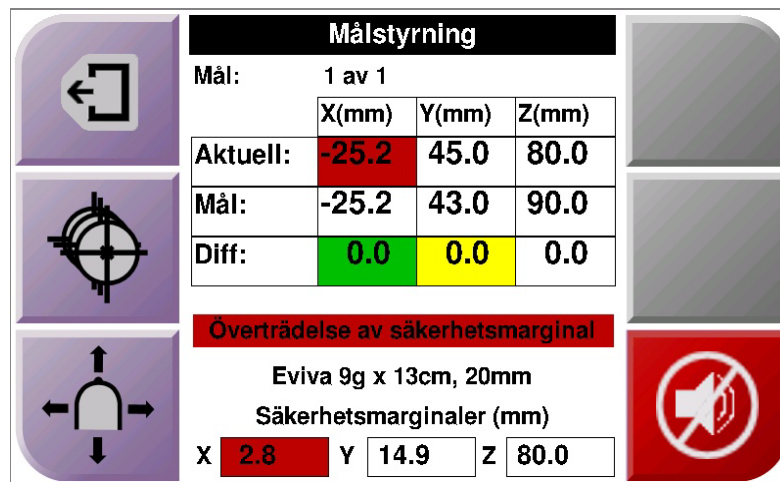 Målstyrning
Mål: 1 av 1
X(mm) Y(mm) Z(mm)
Aktuell: -25.2 45.0 80.0
Mål: -25.2 43.0 90.0
Diff: 0.0 0.0 0.0
Överträdelse av säkerhetsmarginal
Eviva 9g x 13cm, 20mm
Säkerhetsmarginaler (mm)
X 2.8 Y 14.9 Z 80.0